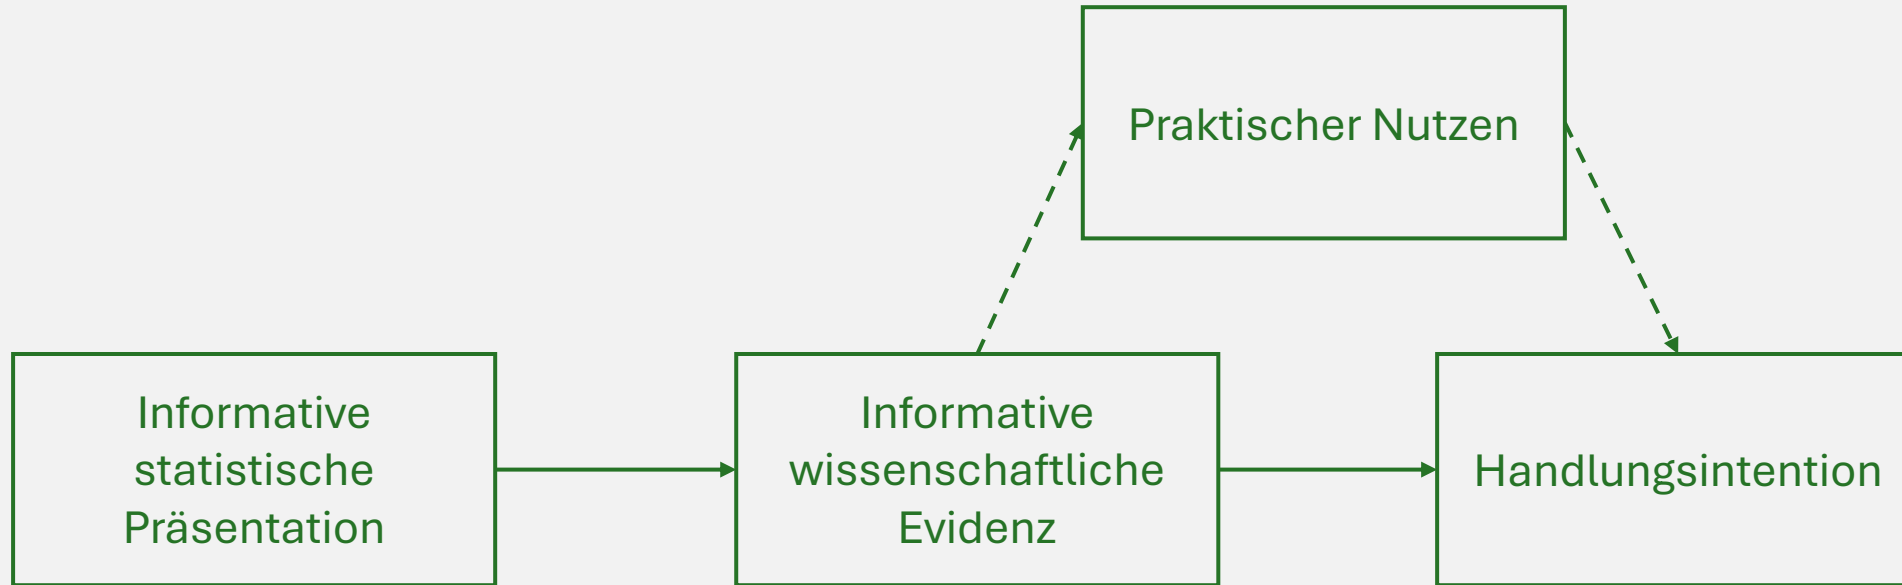 Praktischer Nutzen
Informative
statistische
Präsentation
Informative
wissenschaftliche
Evidenz
Handlungsintention